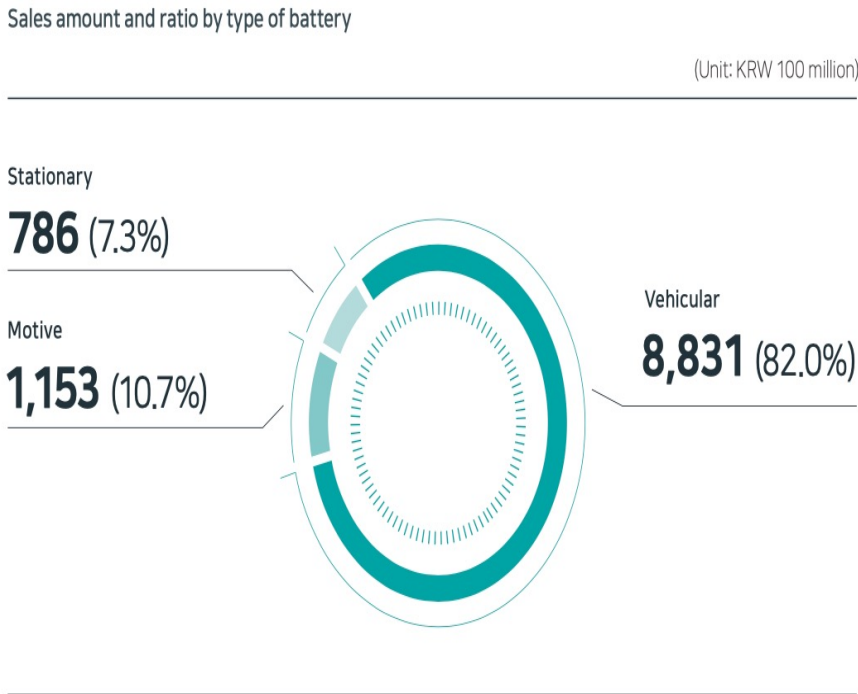 Sales amount and ratio by type of battery
(Unit: KRW 100 million)
Stationary
786 (7.3%)
Motive
1,153 (10.7%)
Vehicular
8,831 (82.0%)